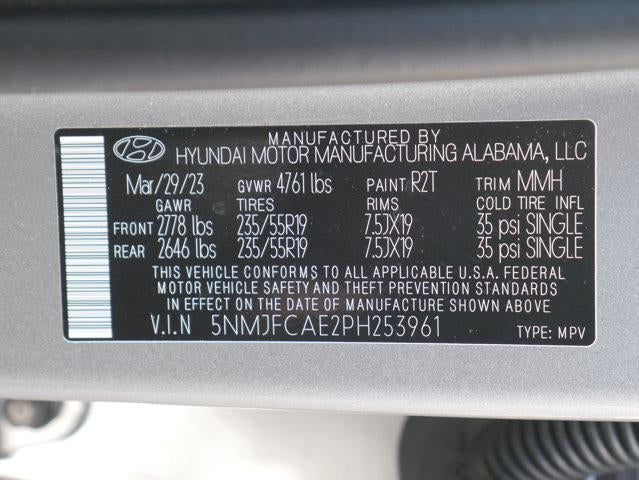 MANUFACTURED BY
HYUNDAI MOTOR MANUFACTURING ALABAMA, LLC
Mar/29/23 GVWR 4761 lbs PAINT R2T TRIM MMH
GAWR TIRES RIMS COLD TIRE INFL
FRONT 2778 lbs 235/55R19 7.5JX19 35 psi SINGLE
REAR 2646 lbs 235/55R19 7.5JX19 35 psi SINGLE
THIS VEHICLE CONFORMS TO ALL APPLICABLE U.S.A. FEDERAL
MOTOR VEHICLE SAFETY AND THEFT PREVENTION STANDARDS
IN EFFECT ON THE DATE OF MANUFACTURE SHOWN ABOVE.
V.I.N 5NMJFCAE2PH253961 TYPE: MPV